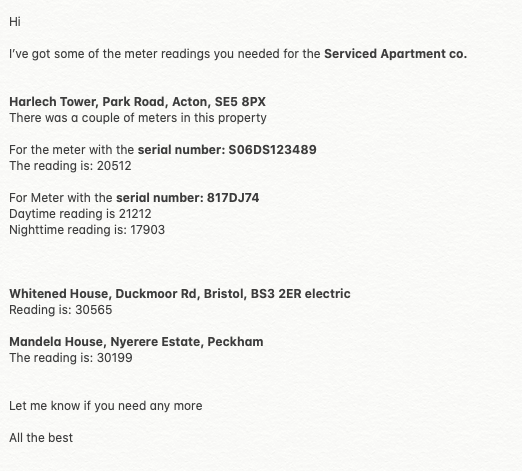 Hi
I've got some of the meter readings you needed for the Serviced Apartment co.
Harlech Tower, Park Road, Acton, SE5 8PX
There was a couple of meters in this property
For the meter with the serial number: S06DS123489
The reading is: 20512
For Meter with the serial number: 817DJ74
Daytime reading is 21212
Nighttime reading is: 17903
Whitened House, Duckmoor Rd, Bristol, BS3 2ER electric
Reading is: 30565
Mandela House, Nyerere Estate, Peckham
The reading is: 30199
Let me know if you need any more
All the best